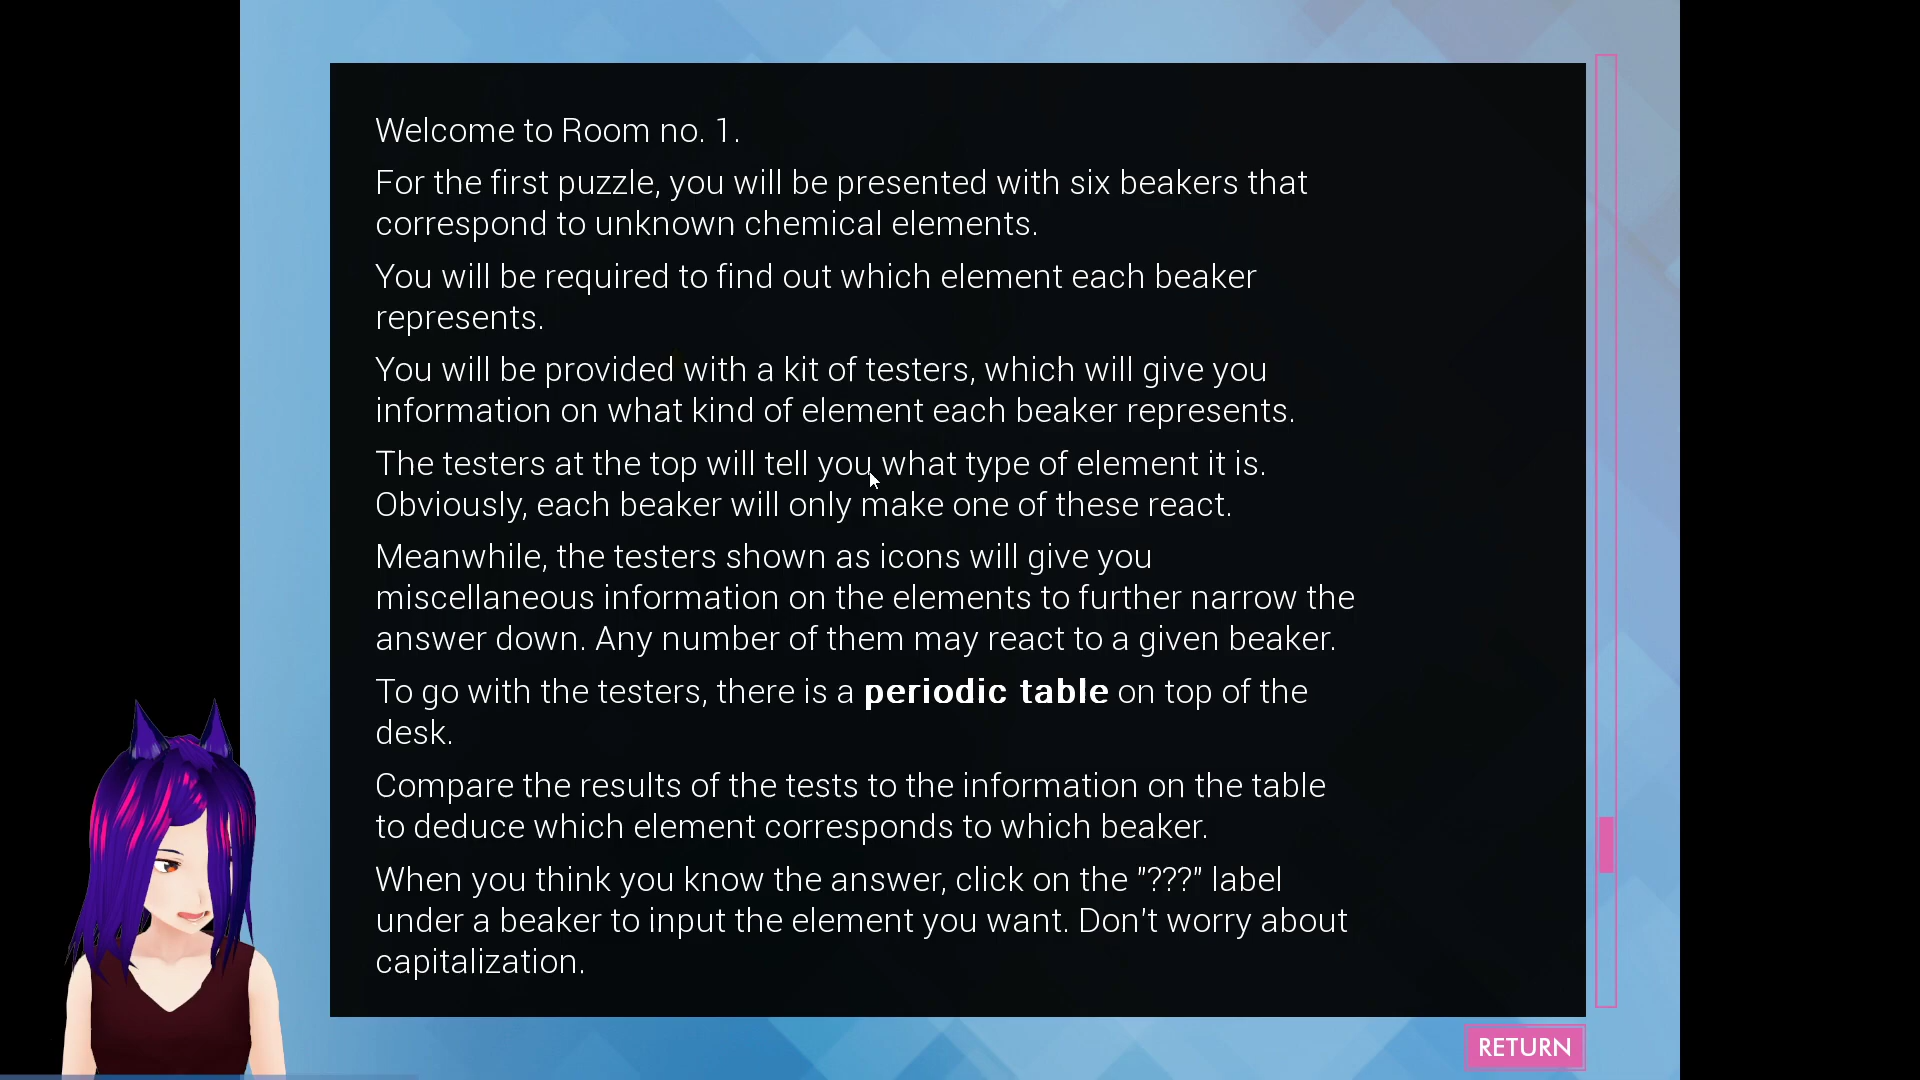 Welcome to Room no. 1.
For the first puzzle, you will be presented with six beakers that
correspond to unknown chemical elements.
You will be required to find out which element each beaker
represents.
You will be provided with a kit of testers, which will give you
information on what kind of element each beaker represents.
The testers at the top will tell you what type of element it is.
Obviously, each beaker will only make one of these react.
Meanwhile, the testers shown as icons will give you
miscellaneous information on the elements to further narrow the
answer down. Any number of them may react to a given beaker.
To go with the testers, there is a periodic table on top of the
desk.
Compare the results of the tests to the information on the table
to deduce which element corresponds to which beaker.
When you think you know the answer, click on the "???" label
under a beaker to input the element you want. Don't worry about
capitalization.
RETURN